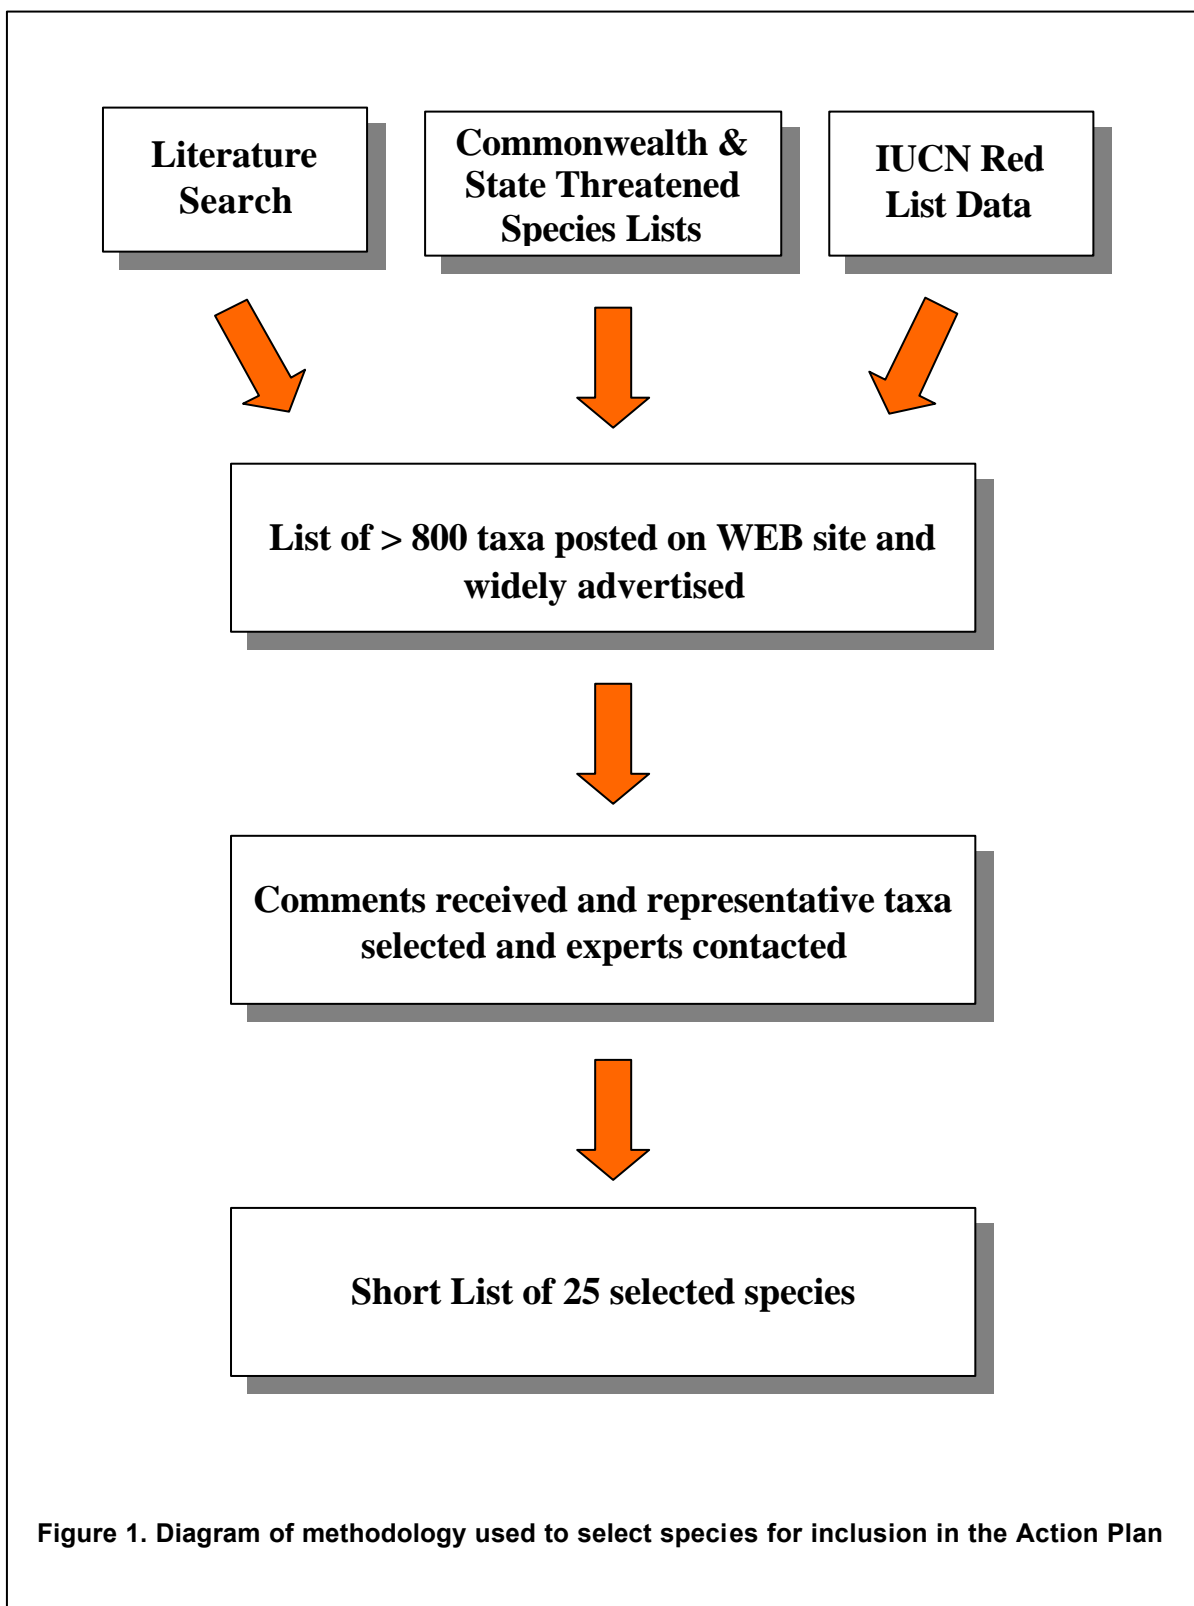 Literature
Search
Commonwealth &
State Threatened
Species Lists
IUCN Red
List Data
List of > 800 taxa posted on WEB site and
widely advertised
Comments received and representative taxa
selected and experts contacted
Short List of 25 selected species
Figure 1. Diagram of methodology used to select species for inclusion in the Action Plan